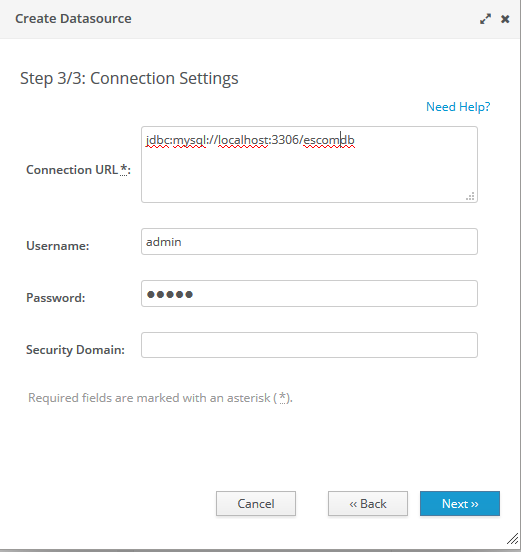 Create Datasource
Step 3/3: Connection Settings
Need Help?
Connection URL *: jdbc:mysql://localhost:3306/escomdb
Username: admin
Password: ●●●●●
Security Domain:
Required fields are marked with an asterisk (*).
Cancel ‹‹ Back Next ››